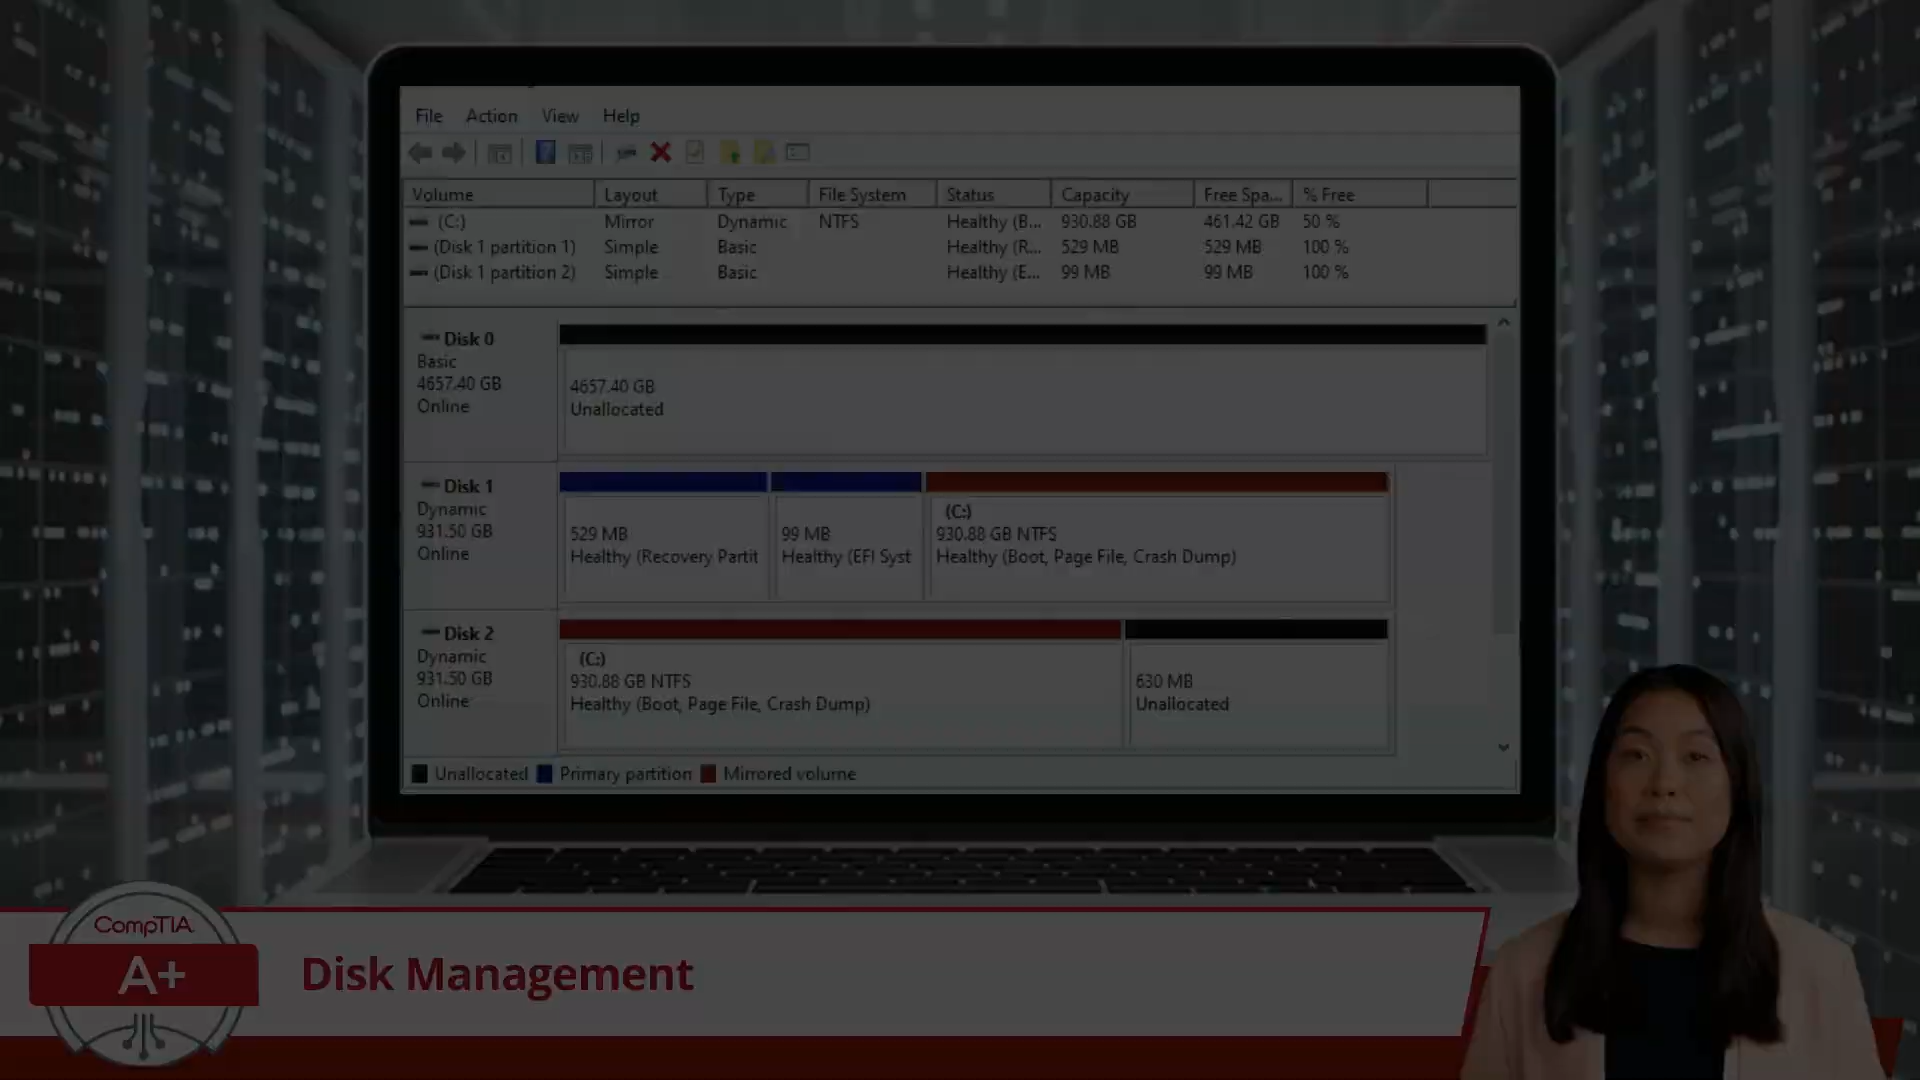 File Action View Help
Volume Layout Type File System Status Capacity Free Spa... % Free
(C:) Mirror Dynamic NTFS Healthy (B... 930.88 GB 461.42 GB 50 %
(Disk 1 partition 1) Simple Basic Healthy (R... 529 MB 529 MB 100 %
(Disk 1 partition 2) Simple Basic Healthy (E... 99 MB 99 MB 100 %
Disk 0
Basic
4657.40 GB
Online
4657.40 GB
Unallocated
Disk 1
Dynamic
931.50 GB
Online
529 MB
Healthy (Recovery Partit
99 MB
Healthy (EFI Syst
(C:)
930.88 GB NTFS
Healthy (Boot, Page File, Crash Dump)
Disk 2
Dynamic
931.50 GB
Online
(C:)
930.88 GB NTFS
Healthy (Boot, Page File, Crash Dump)
630 MB
Unallocated
Unallocated Primary partition Mirrored volume
CompTIA.
A+
Disk Management